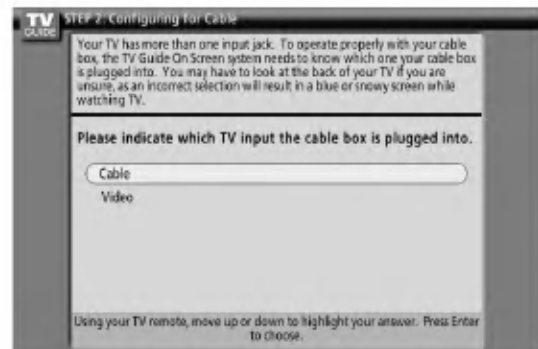 TV
GUIDE
STEP 2: Configuring for Cable
Your TV has more than one input jack. To operate properly with your cable
box, the TV Guide On Screen system needs to know which one your cable box
is plugged into. You may have to look at the back of your TV if you are
unsure, as an incorrect selection will result in a blue or snowy screen while
watching TV.
Please indicate which TV input the cable box is plugged into.
Cable
Video
Using your TV remote, move up or down to highlight your answer. Press Enter
to choose.